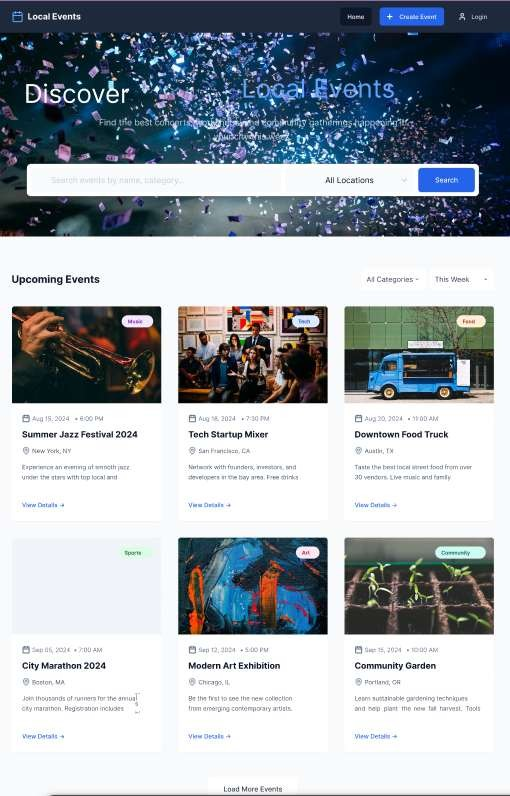 Local Events
Home
+ Create Event
Login
Discover Local Events
Find the best concerts, and community gatherings happening in
Search events by name, category...
All Locations
Search
Upcoming Events
All Categories
This Week
Music
Aug 15, 2024 • 6:00 PM
Summer Jazz Festival 2024
New York, NY
Experience an evening of smooth jazz
under the stars with top local and
View Details →
Tech
Aug 18, 2024 • 7:30 PM
Tech Startup Mixer
San Francisco, CA
Network with founders, investors, and
developers in the bay area. Free drinks
View Details →
Food
Aug 20, 2024 • 11:00 AM
Downtown Food Truck
Austin, TX
Taste the best local street food from over
30 vendors. Live music and family
View Details →
Sports
Sep 05, 2024 • 7:00 AM
City Marathon 2024
Boston, MA
Join thousands of runners for the annual
city marathon. Registration includes
View Details →
Art
Sep 12, 2024 • 5:00 PM
Modern Art Exhibition
Chicago, IL
Be the first to see the new collection
from emerging contemporary artists.
View Details →
Community
Sep 15, 2024 • 10:00 AM
Community Garden
Portland, OR
Learn sustainable gardening techniques
and help plant the new fall harvest. Tools
View Details →
Load More Events